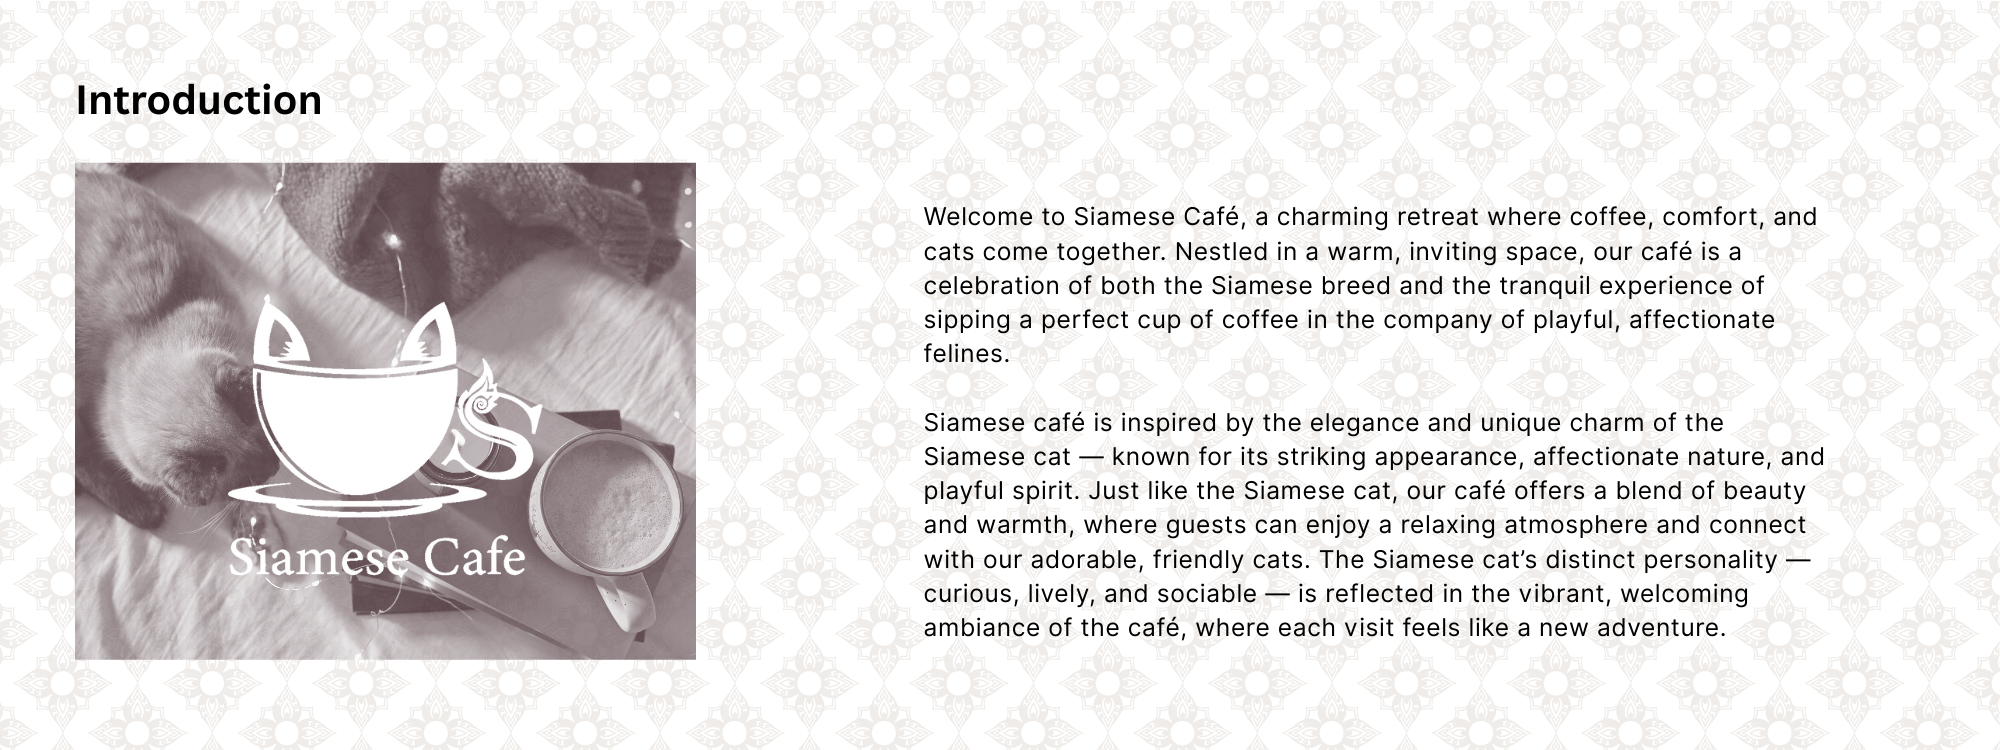 Introduction
Siamese Cafe
Welcome to Siamese Café, a charming retreat where coffee, comfort, and
cats come together. Nestled in a warm, inviting space, our café is a
celebration of both the Siamese breed and the tranquil experience of
sipping a perfect cup of coffee in the company of playful, affectionate
felines.
Siamese café is inspired by the elegance and unique charm of the
Siamese cat — known for its striking appearance, affectionate nature, and
playful spirit. Just like the Siamese cat, our café offers a blend of beauty
and warmth, where guests can enjoy a relaxing atmosphere and connect
with our adorable, friendly cats. The Siamese cat’s distinct personality —
curious, lively, and sociable — is reflected in the vibrant, welcoming
ambiance of the café, where each visit feels like a new adventure.